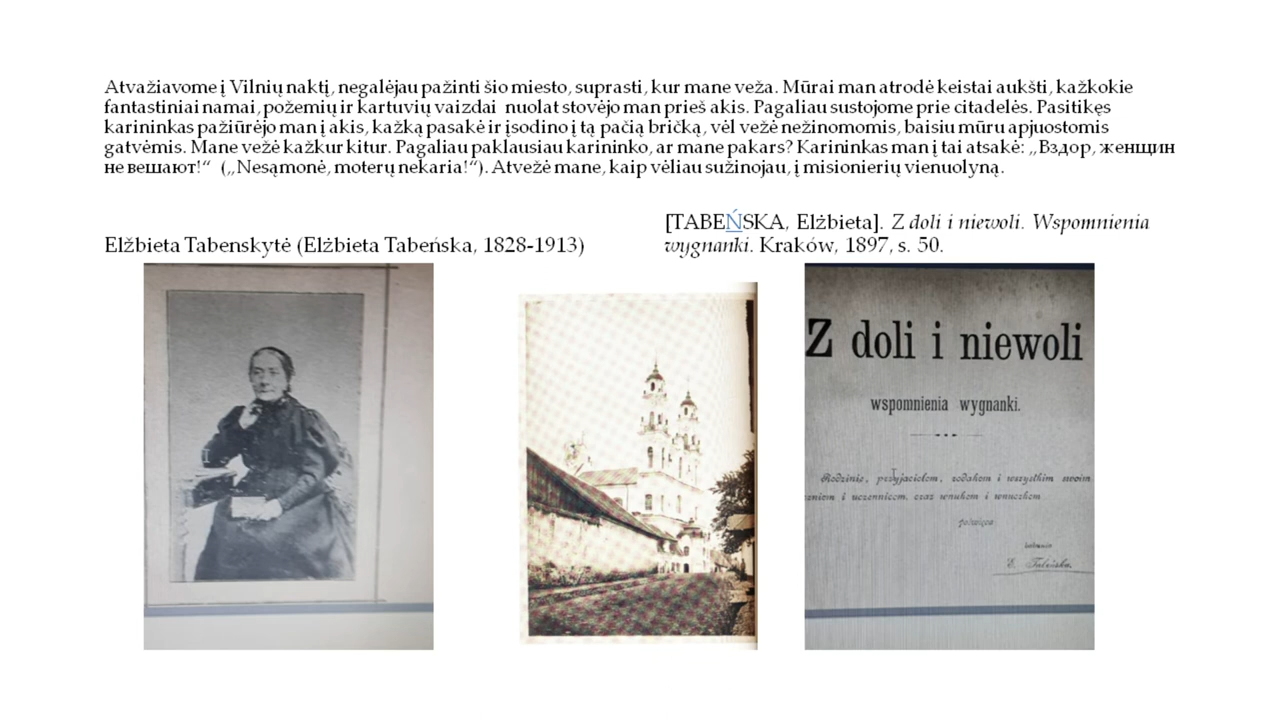 Atvažiavome į Vilnių naktį, negalėjau pažinti šio miesto, suprasti, kur mane veža. Mūrai man atrodė keistai aukšti, kažkokie
fantastiniai namai, požemių ir kartuvių vaizdai nuolat stovėjo man prieš akis. Pagaliau sustojome prie citadelės. Pasitikęs
karininkas pažiūrėjo man į akis, kažką pasakė ir įsodino į tą pačią bričką, vėl vežė nežinomomis, baisiu mūru apjuostomis
gatvėmis. Mane vežė kažkur kitur. Pagaliau paklausiau karininko, ar mane pakars? Karininkas man į tai atsakė: „Вздор, женщин
не вешают!“ („Nesąmonė, moterų nekaria!“). Atvežė mane, kaip vėliau sužinojau, į misionierių vienuolyną.
Elžbieta Tabenskytė (Elżbieta Tabeńska, 1828-1913)
[TABEŃSKA, Elżbieta]. Z doli i niewoli. Wspomnienia
wygnanki. Kraków, 1897, s. 50.
Z doli i niewoli
wspomnienia wygnanki.
Rodzinie, przyjaciołom, rodakom i wszystkim swoim
uczennicom, oraz wnukom i wnuczkom
poświęca
E. Tabeńska.